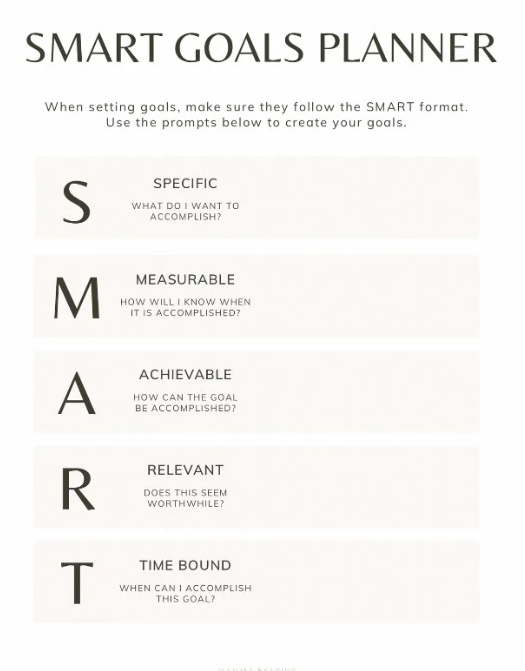 SMART GOALS PLANNER
When setting goals, make sure they follow the SMART format.
Use the prompts below to create your goals.
S
SPECIFIC
WHAT DO I WANT TO
ACCOMPLISH?
M
MEASURABLE
HOW WILL I KNOW WHEN
IT IS ACCOMPLISHED?
A
ACHIEVABLE
HOW CAN THE GOAL
BE ACCOMPLISHED?
R
RELEVANT
DOES THIS SEEM
WORTHWHILE?
T
TIME BOUND
WHEN CAN I ACCOMPLISH
THIS GOAL?